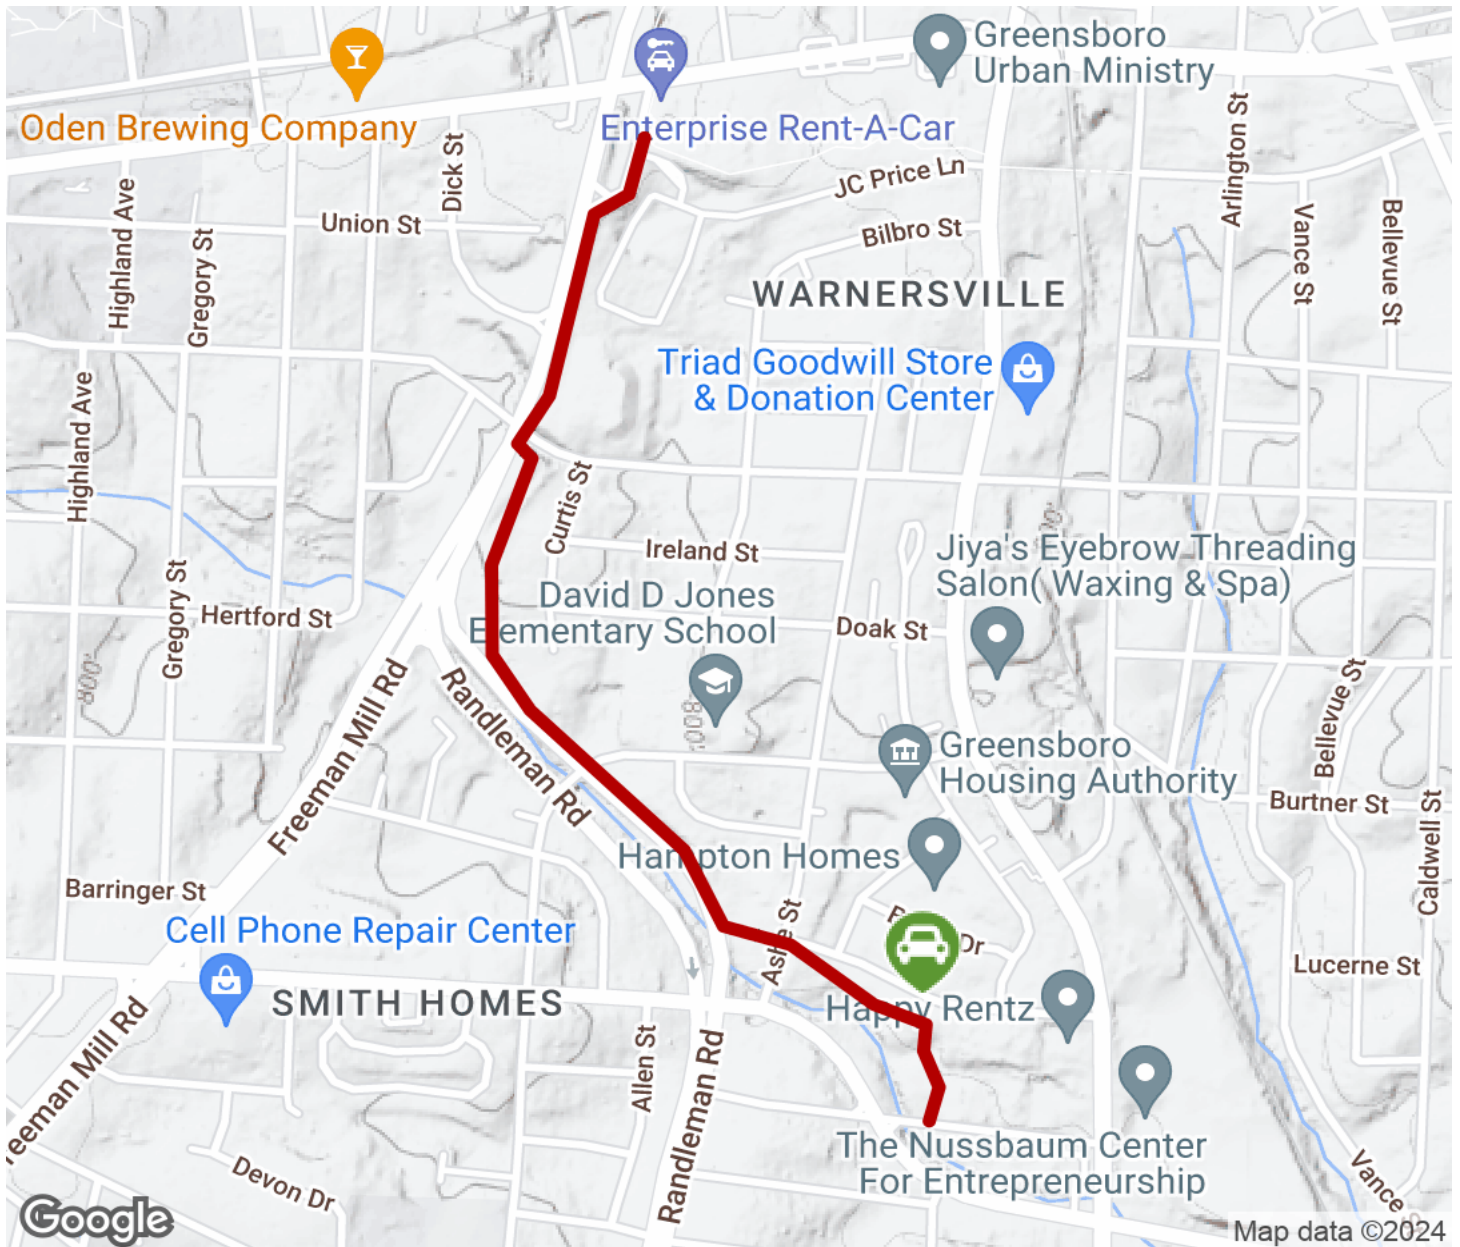 Greensboro
Urban Ministry
Oden Brewing Company
Enterprise Rent-A-Car
Dick St
Arlington St
JC Price Ln
Highland Ave
Union St
Gregory St
Bilbro St
Vance St
Bellevue St
WARNERSVILLE
Triad Goodwill Store
& Donation Center
Highland Ave
Curtis St
Ireland St
Jiya's Eyebrow Threading
Salon( Waxing & Spa)
David D Jones
Elementary School
Gregory St
Hertford St
Doak St
800'
Randleman Rd
Freeman Mill Rd
Bellevue St
Greensboro
Housing Authority
Burtner St
Hampton Homes
Caldwell St
Barringer St
Cell Phone Repair Center
Ashe St
Dr
Lucerne St
SMITH HOMES
Happy Rentz
Freeman Mill Rd
Allen St
Randleman Rd
The Nussbaum Center
For Entrepreneurship
Devon Dr
Vance
Google
Map data ©2024